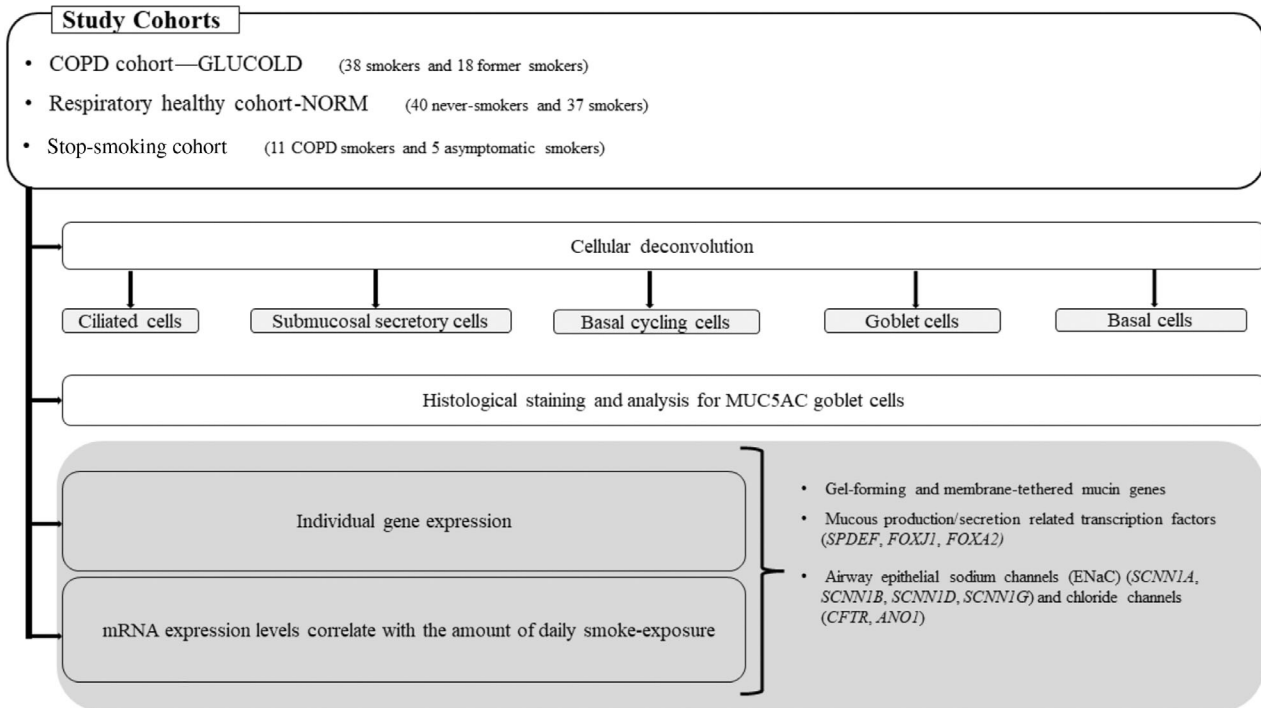 Study Cohorts
• COPD cohort—GLUCOLD (38 smokers and 18 former smokers)
• Respiratory healthy cohort-NORM (40 never-smokers and 37 smokers)
• Stop-smoking cohort (11 COPD smokers and 5 asymptomatic smokers)
Cellular deconvolution
Ciliated cells
Submucosal secretory cells
Basal cycling cells
Goblet cells
Basal cells
Histological staining and analysis for MUC5AC goblet cells
Individual gene expression
mRNA expression levels correlate with the amount of daily smoke-exposure
• Gel-forming and membrane-tethered mucin genes
• Mucous production/secretion related transcription factors
(SPDEF, FOXJ1, FOXA2)
• Airway epithelial sodium channels (ENaC) (SCNN1A,
SCNN1B, SCNN1D, SCNN1G) and chloride channels
(CFTR, ANO1)